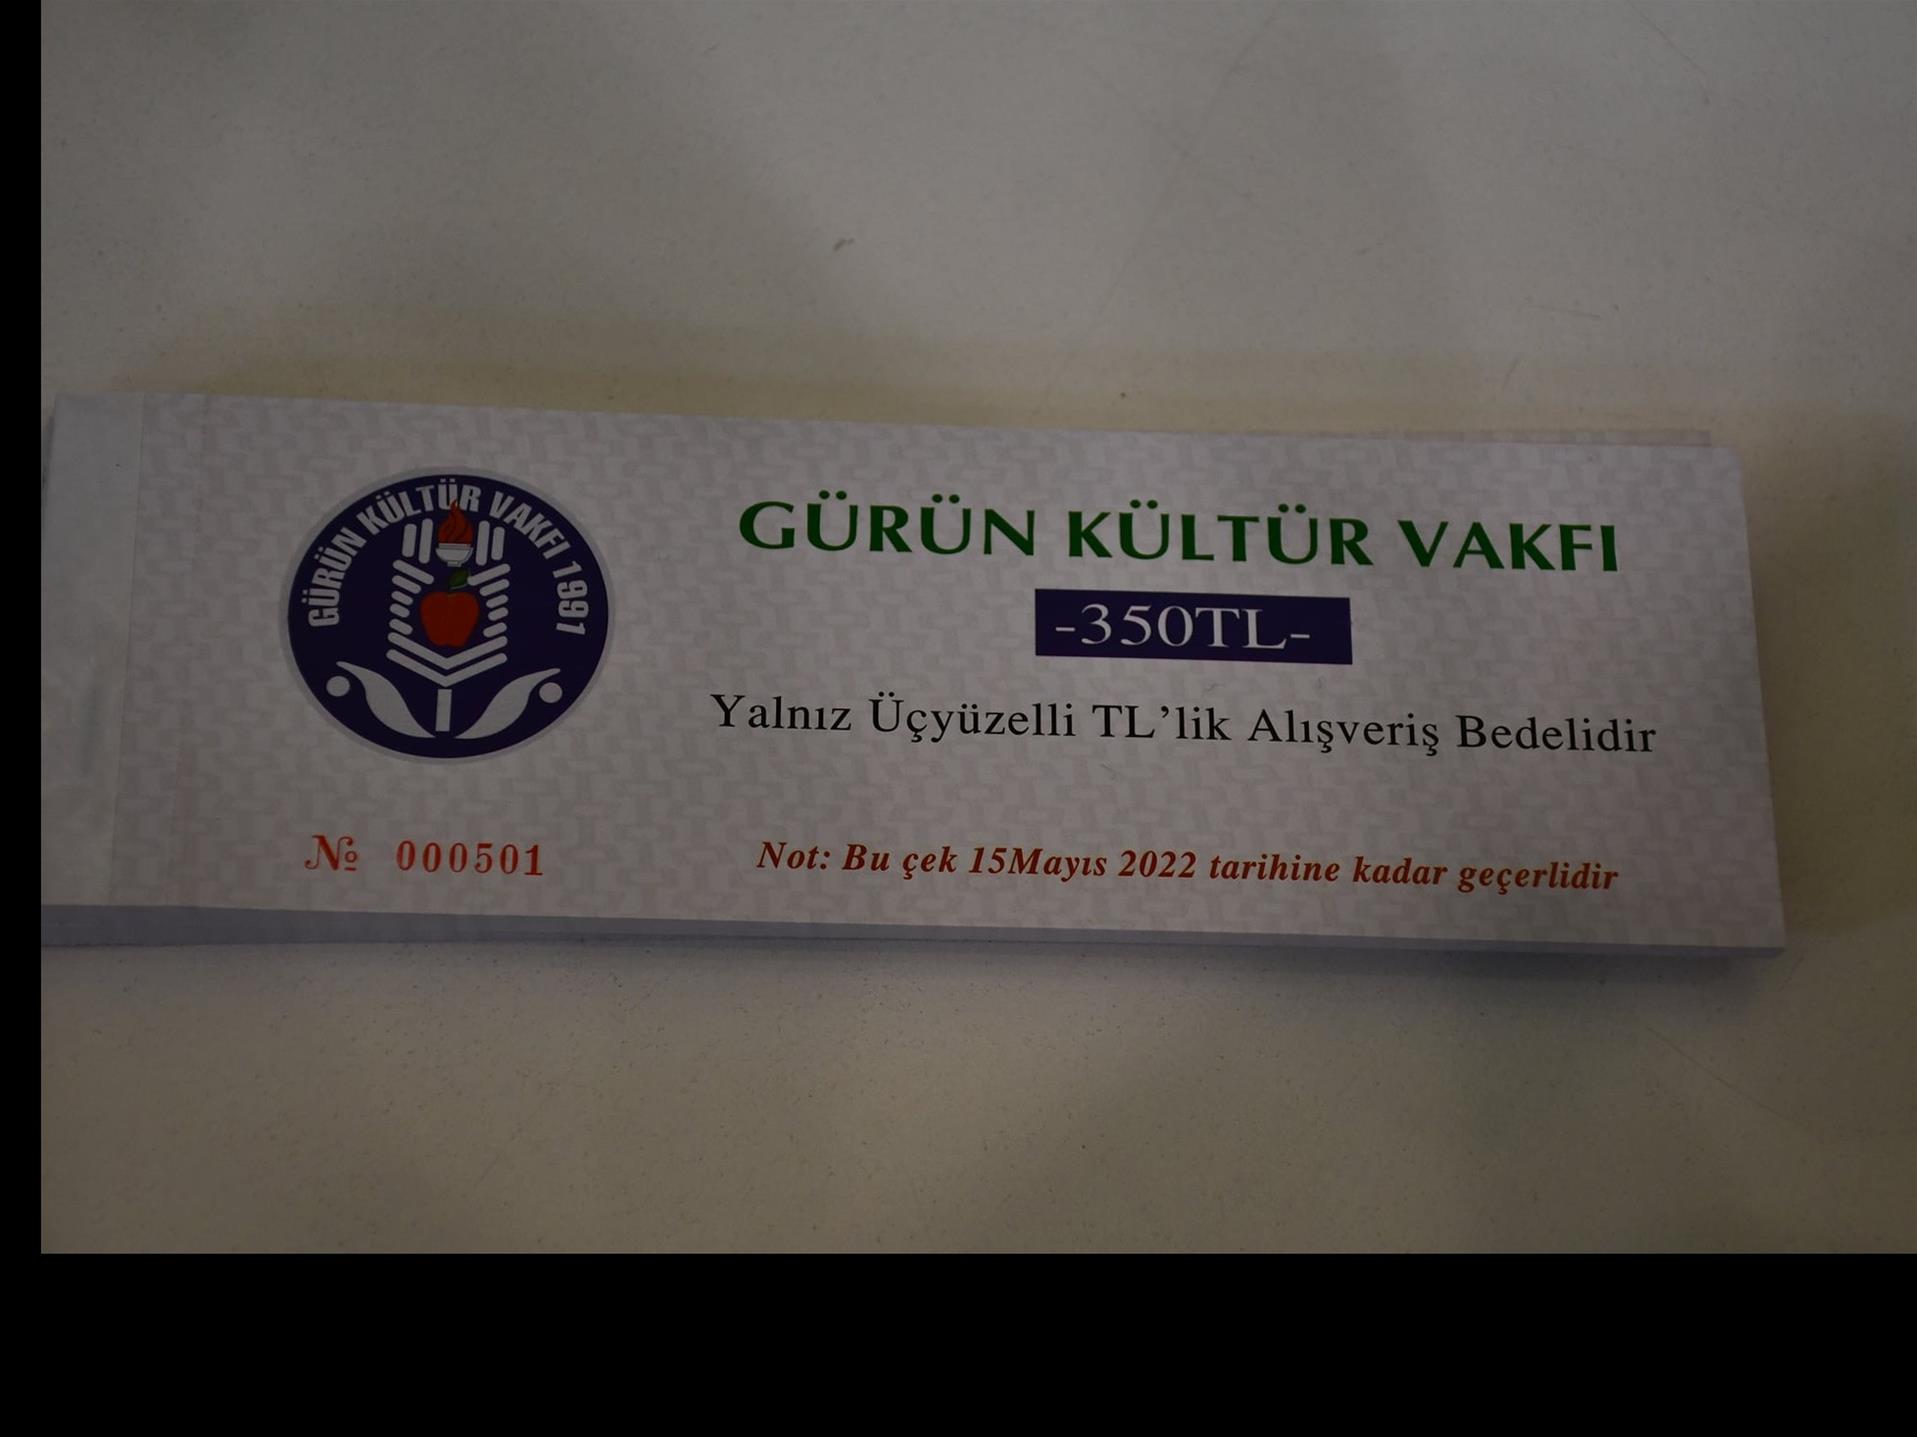 GÜRÜN KÜLTÜR VAKFI 1991
GÜRÜN KÜLTÜR VAKFI
-350TL-
Yalnız Üçyüzelli TL’lik Alışveriş Bedelidir
№ 000501
Not: Bu çek 15Mayıs 2022 tarihine kadar geçerlidir